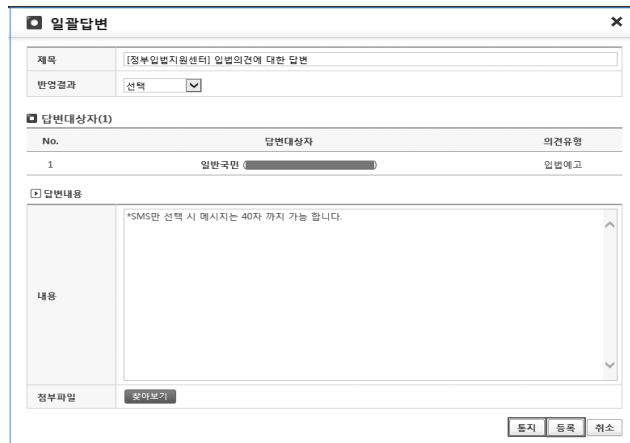 일괄답변
제목 [정부입법지원센터] 입법의견에 대한 답변
반영결과 선택
답변대상자(1)
No. 답변대상자 의견유형
1 일반국민 ( ) 입법예고
답변내용
*SMS만 선택 시 메시지는 40자 까지 가능 합니다.
내용
첨부파일 찾아보기
통지 등록 취소